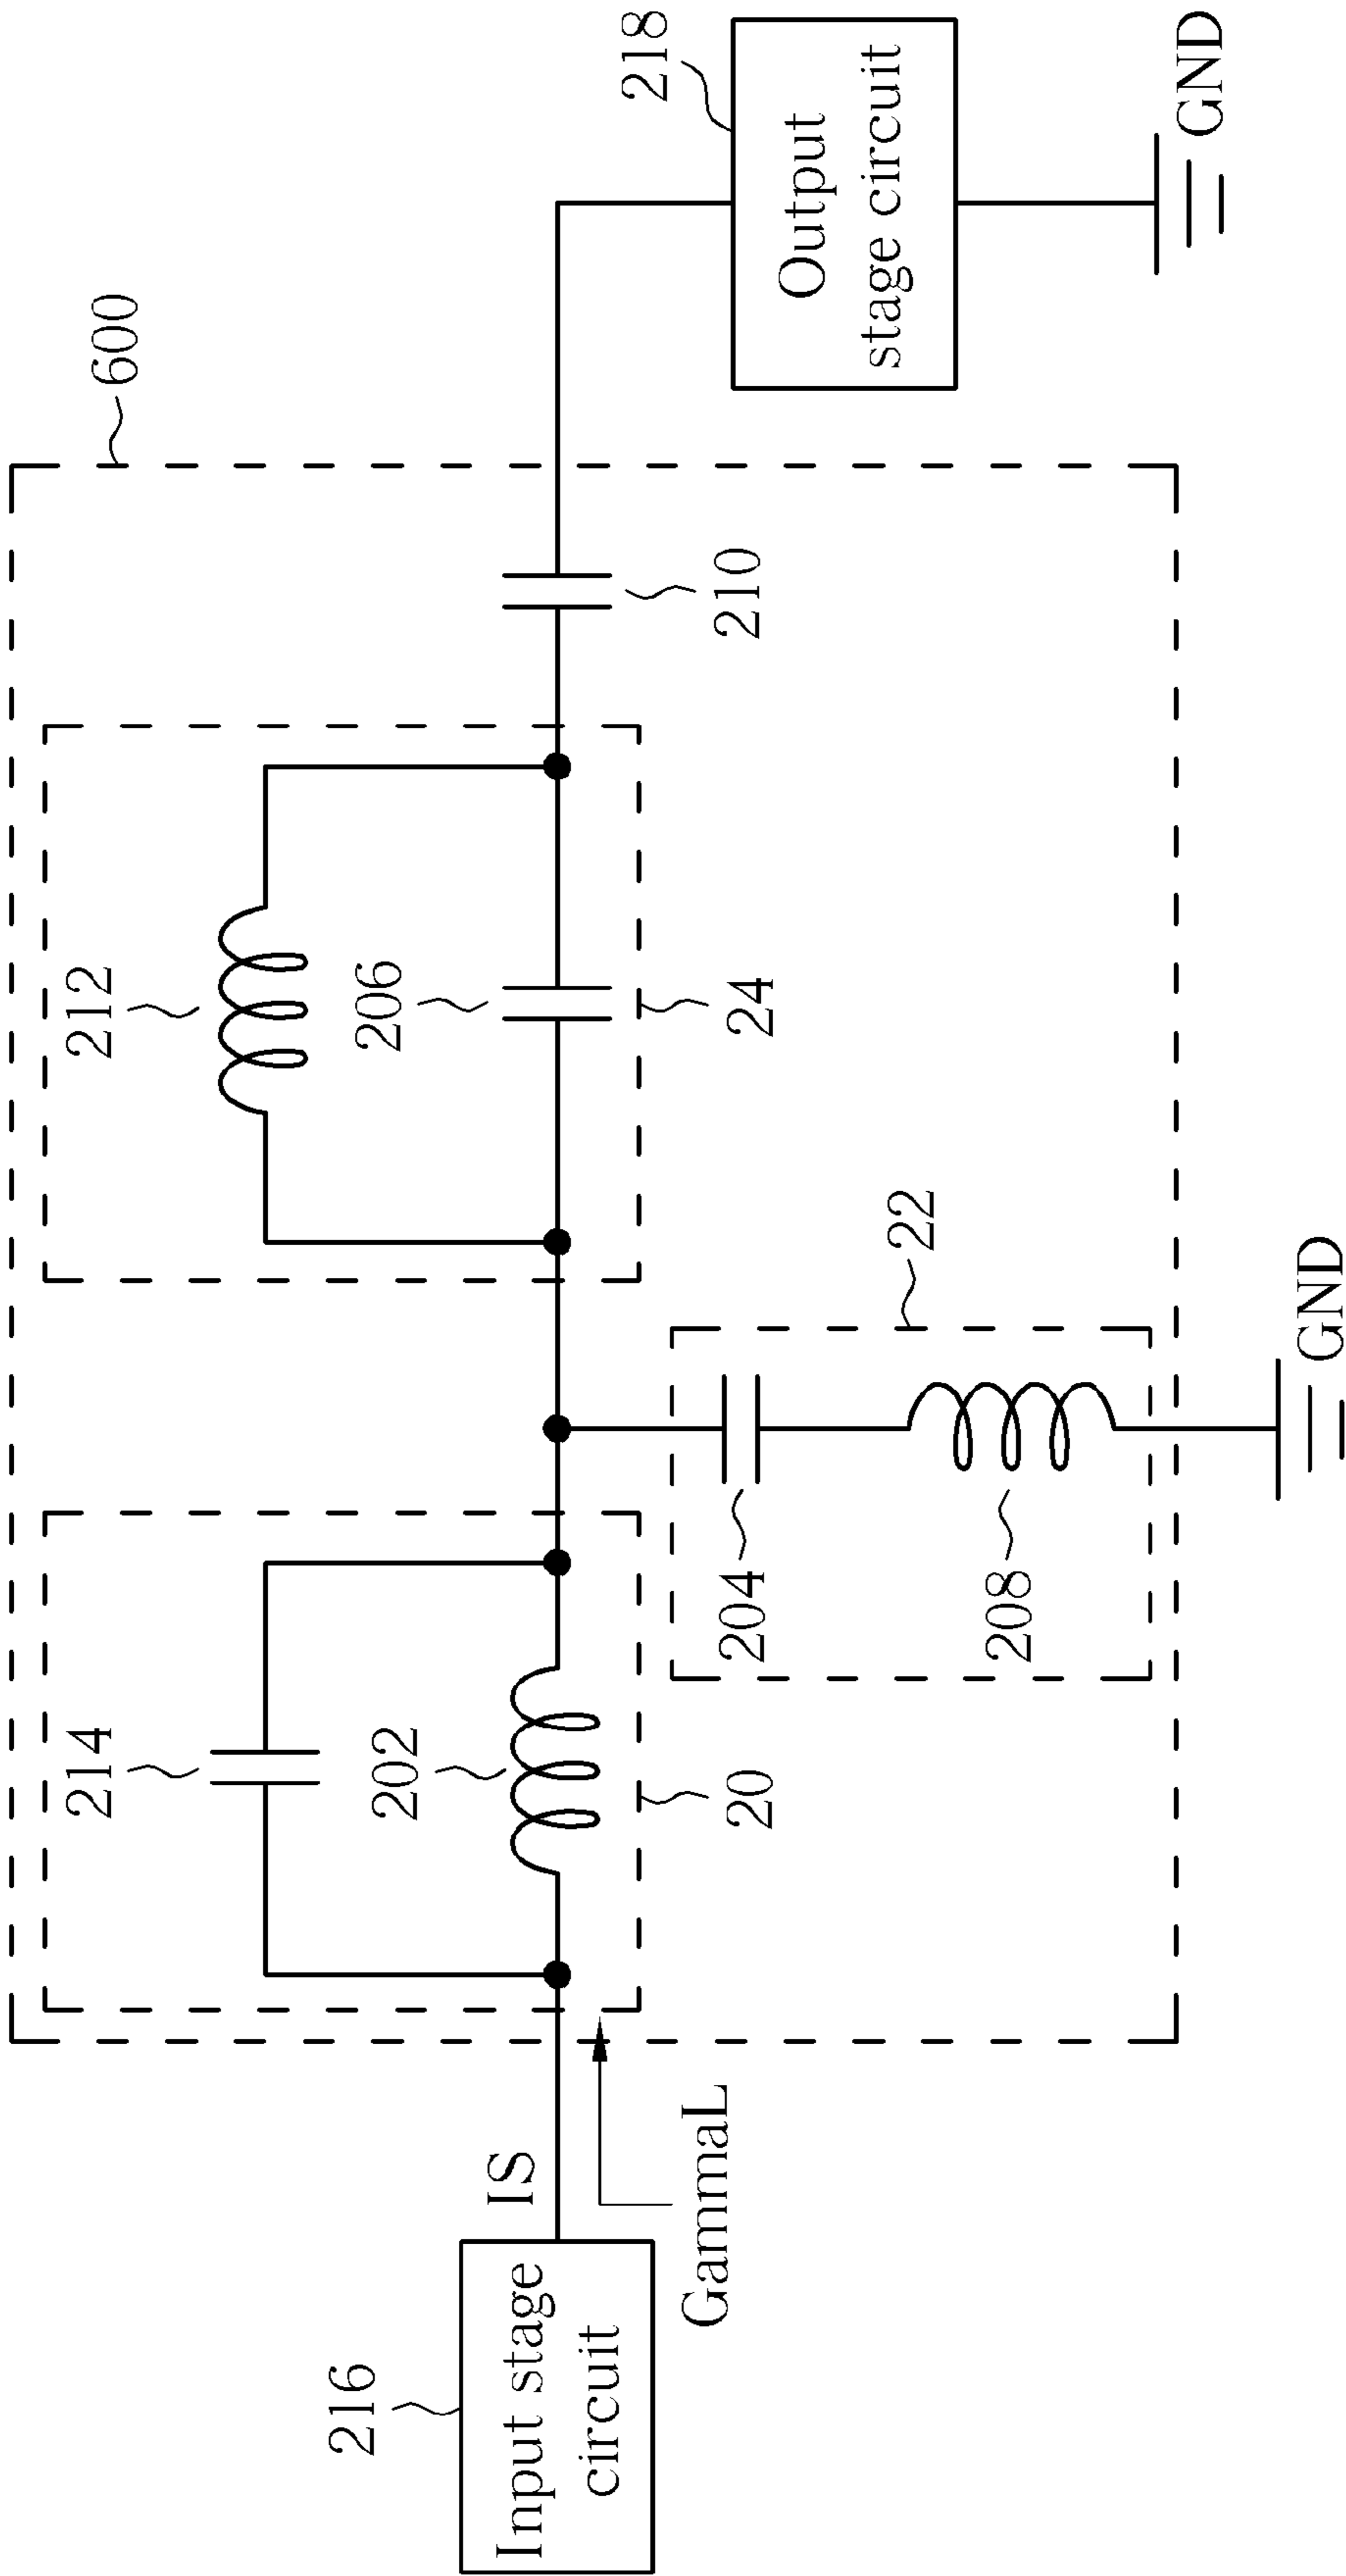 600
214
212
202
206
218
216
Input stage
circuit
IS
GammaL
20
24
210
Output
stage circuit
204
22
208
GND
GND